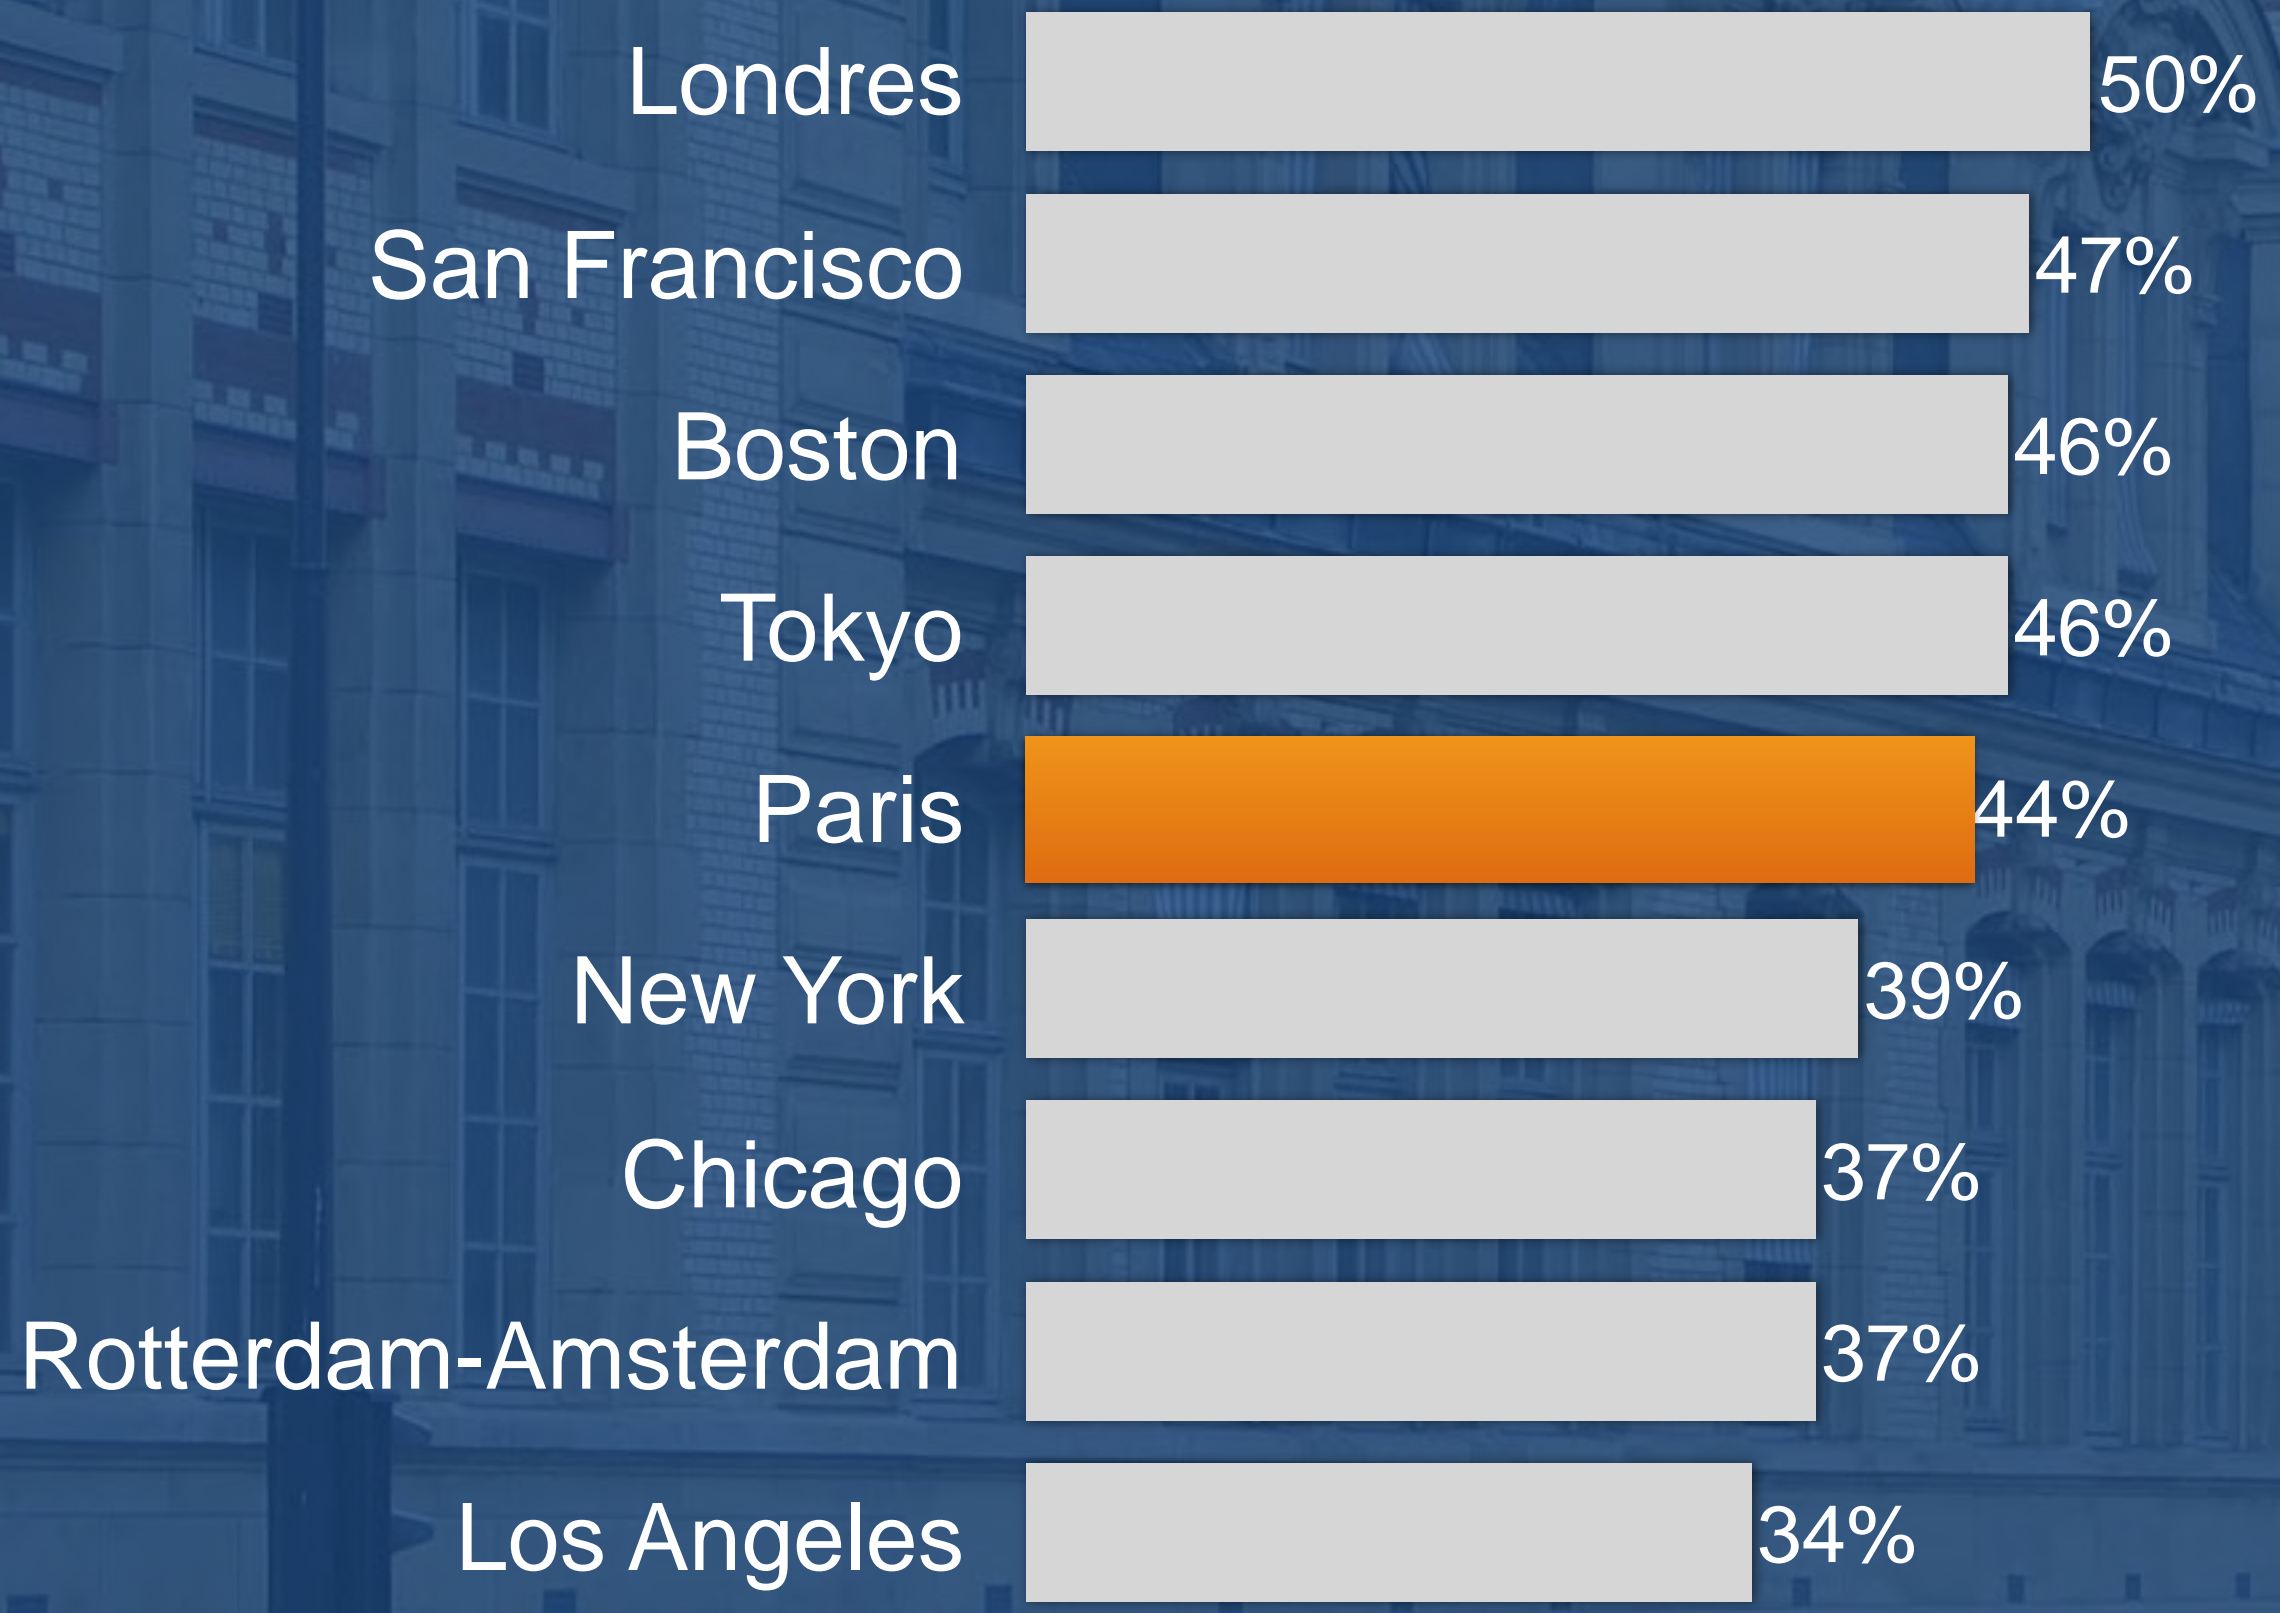 Londres 50%
San Francisco 47%
Boston 46%
Tokyo 46%
Paris 44%
New York 39%
Chicago 37%
Rotterdam-Amsterdam 37%
Los Angeles 34%